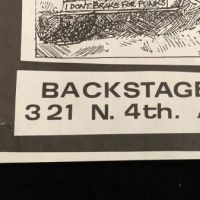 I DON'T BRAKE FOR PUNKS
BACKSTAGE
321 N. 4th. A